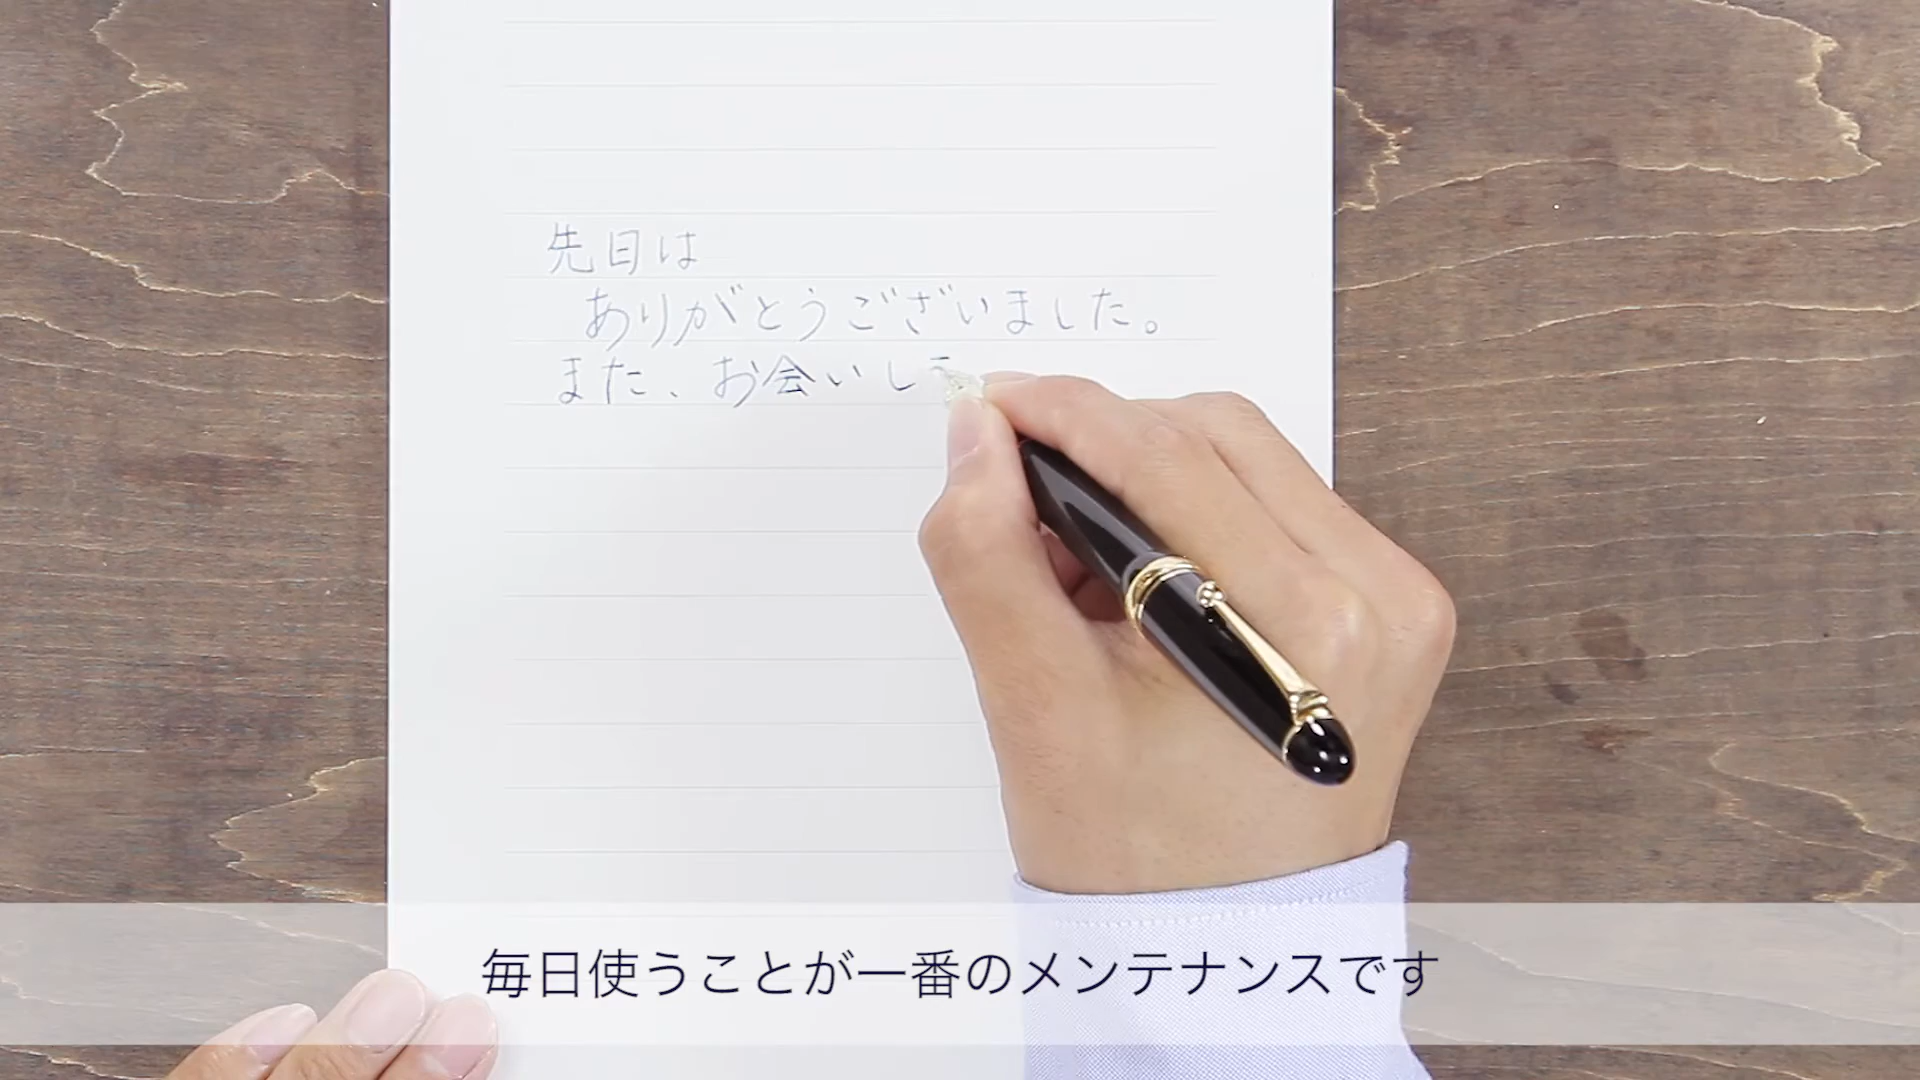 先日は
ありがとうございました。
また、お会いし
毎日使うことが一番のメンテナンスです